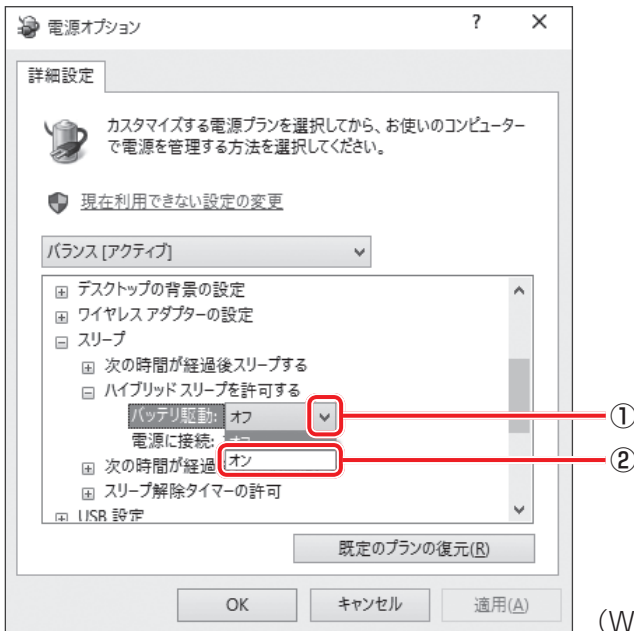 電源オプション ? ×
詳細設定
カスタマイズする電源プランを選択してから、お使いのコンピューター
で電源を管理する方法を選択してください。
現在利用できない設定の変更
バランス [アクティブ]
デスクトップの背景の設定
ワイヤレス アダプターの設定
スリープ
次の時間が経過後スリープする
ハイブリッド スリープを許可する
バッテリ駆動: オフ ①
電源に接続: オフ
次の時間が経過 オン ②
スリープ解除タイマーの許可
USB 設定
既定のプランの復元(R)
OK キャンセル 適用(A)
（W